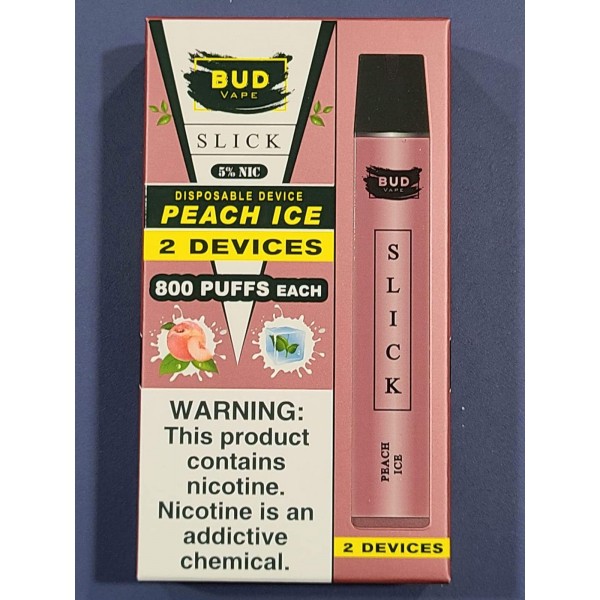 BUD
VAPE
SLICK
5% NIC
DISPOSABLE DEVICE
PEACH ICE
2 DEVICES
800 PUFFS EACH
WARNING:
This product
contains
nicotine.
Nicotine is an
addictive
chemical.
BUD
VAPE
SLICK
PEACH
ICE
2 DEVICES